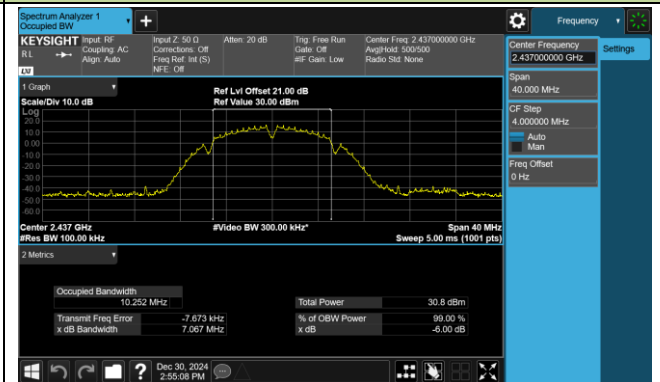 Spectrum Analyzer 1
Occupied BW
Frequency
KEYSIGHT
R L
LXI
Input: RF
Coupling: AC
Align: Auto
Input Z: 50 Ω
Corrections: Off
Freq Ref: Int (S)
NFE: Off
Atten: 20 dB
Trig: Free Run
Gate: Off
#IF Gain: Low
Center Freq: 2.437000000 GHz
Avg|Hold: 500/500
Radio Std: None
Center Frequency
2.437000000 GHz
Settings
Span
40.000 MHz
CF Step
4.000000 MHz
Auto
Man
Freq Offset
0 Hz
1 Graph
Scale/Div 10.0 dB
Ref Lvl Offset 21.00 dB
Ref Value 30.00 dBm
Log
20.0
10.0
0.00
-10.0
-20.0
-30.0
-40.0
-50.0
-60.0
Center 2.437 GHz
#Res BW 100.00 kHz
#Video BW 300.00 kHz*
Span 40 MHz
Sweep 5.00 ms (1001 pts)
2 Metrics
Occupied Bandwidth
10.252 MHz
Total Power 30.8 dBm
Transmit Freq Error -7.673 kHz
% of OBW Power 99.00 %
x dB Bandwidth 7.067 MHz
x dB -6.00 dB
Dec 30, 2024
2:55:08 PM